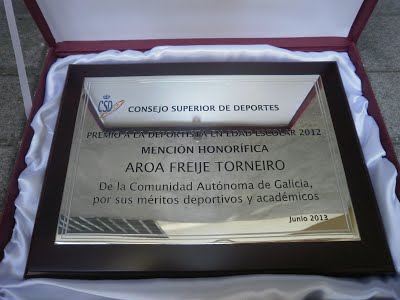 CSD
CONSEJO SUPERIOR DE DEPORTES
PREMIO A LA DEPORTISTA EN EDAD ESCOLAR 2012
MENCIÓN HONORÍFICA
AROA FREIJE TORNEIRO
De la Comunidad Autónoma de Galicia,
por sus méritos deportivos y académicos
Junio 2013